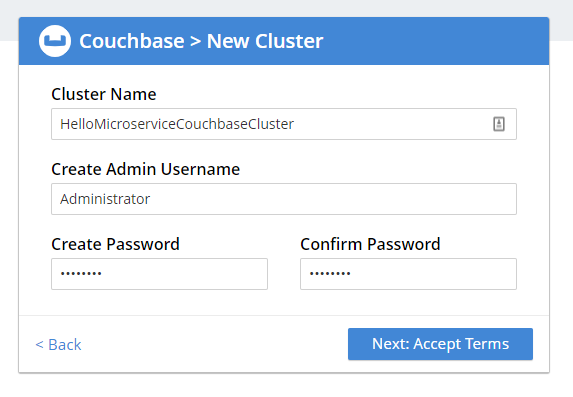 Couchbase > New Cluster
Cluster Name
HelloMicroserviceCouchbaseCluster
Create Admin Username
Administrator
Create Password Confirm Password
•••••••• ••••••••
< Back Next: Accept Terms